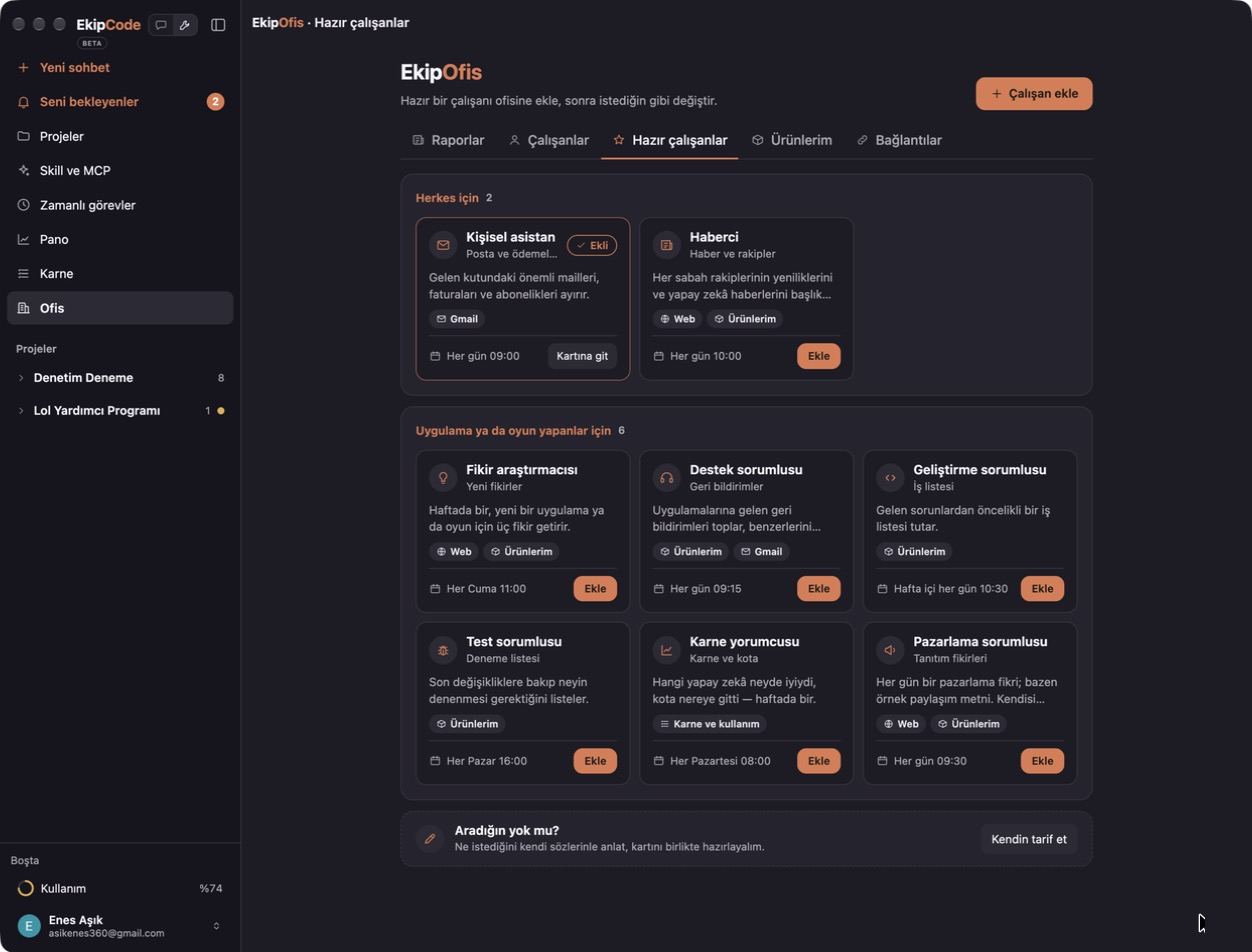 EkipCode
BETA
Yeni sohbet
Seni bekleyenler 2
Projeler
Skill ve MCP
Zamanlı görevler
Pano
Karne
Ofis
Projeler
Denetim Deneme 8
Lol Yardımcı Programı 1
Boşta
Kullanım %74
E
Enes Aşık
asikenes360@gmail.com
EkipOfis · Hazır çalışanlar
EkipOfis
Hazır bir çalışanı ofisine ekle, sonra istediğin gibi değiştir.
+ Çalışan ekle
Raporlar Çalışanlar Hazır çalışanlar Ürünlerim Bağlantılar
Herkes için 2
Kişisel asistan
Posta ve ödemel...
Ekli
Gelen kutundaki önemli mailleri,
faturaları ve abonelikleri ayırır.
Gmail
Her gün 09:00 Kartına git
Haberci
Haber ve rakipler
Her sabah rakiplerinin yeniliklerini
ve yapay zekâ haberlerini başlık...
Web Ürünlerim
Her gün 10:00 Ekle
Uygulama ya da oyun yapanlar için 6
Fikir araştırmacısı
Yeni fikirler
Haftada bir, yeni bir uygulama ya
da oyun için üç fikir getirir.
Web Ürünlerim
Her Cuma 11:00 Ekle
Destek sorumlusu
Geri bildirimler
Uygulamalarına gelen geri
bildirimleri toplar, benzerlerini...
Ürünlerim Gmail
Her gün 09:15 Ekle
Geliştirme sorumlusu
İş listesi
Gelen sorunlardan öncelikli bir iş
listesi tutar.
Ürünlerim
Hafta içi her gün 10:30 Ekle
Test sorumlusu
Deneme listesi
Son değişikliklere bakıp neyin
denenmesi gerektiğini listeler.
Ürünlerim
Her Pazar 16:00 Ekle
Karne yorumcusu
Karne ve kota
Hangi yapay zekâ neyde iyiydi,
kota nereye gitti — haftada bir.
Karne ve kullanım
Her Pazartesi 08:00 Ekle
Pazarlama sorumlusu
Tanıtım fikirleri
Her gün bir pazarlama fikri; bazen
örnek paylaşım metni. Kendisi...
Web Ürünlerim
Her gün 09:30 Ekle
Aradığın yok mu?
Ne istediğini kendi sözlerinle anlat, kartını birlikte hazırlayalım.
Kendin tarif et